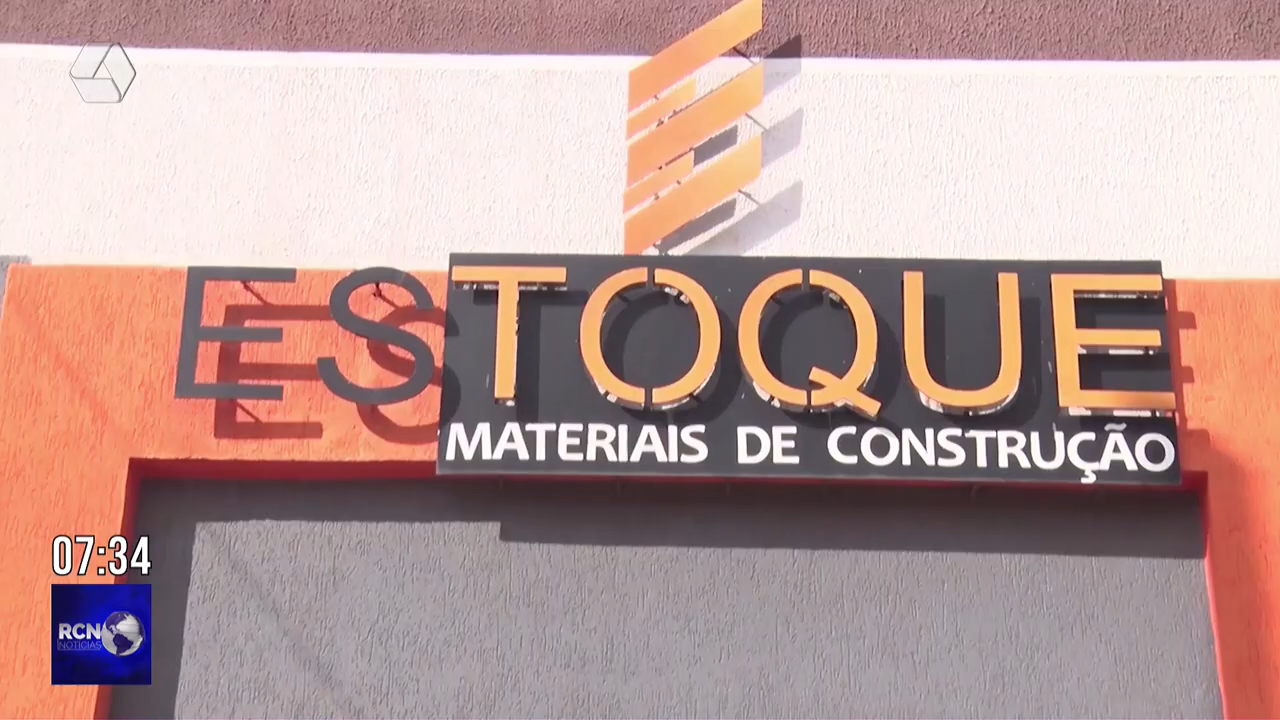 ESTOQUE
MATERIAIS DE CONSTRUÇÃO
07:34
RCN
NOTÍCIAS